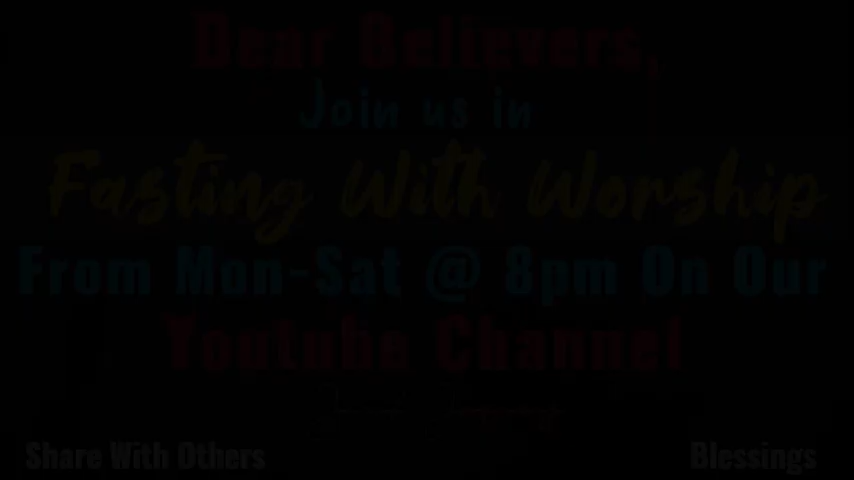 Dear Believers,
Join us in
Fasting With Worship
From Mon-Sat @ 8pm On Our
Youtube Channel
Share With Others
Blessings